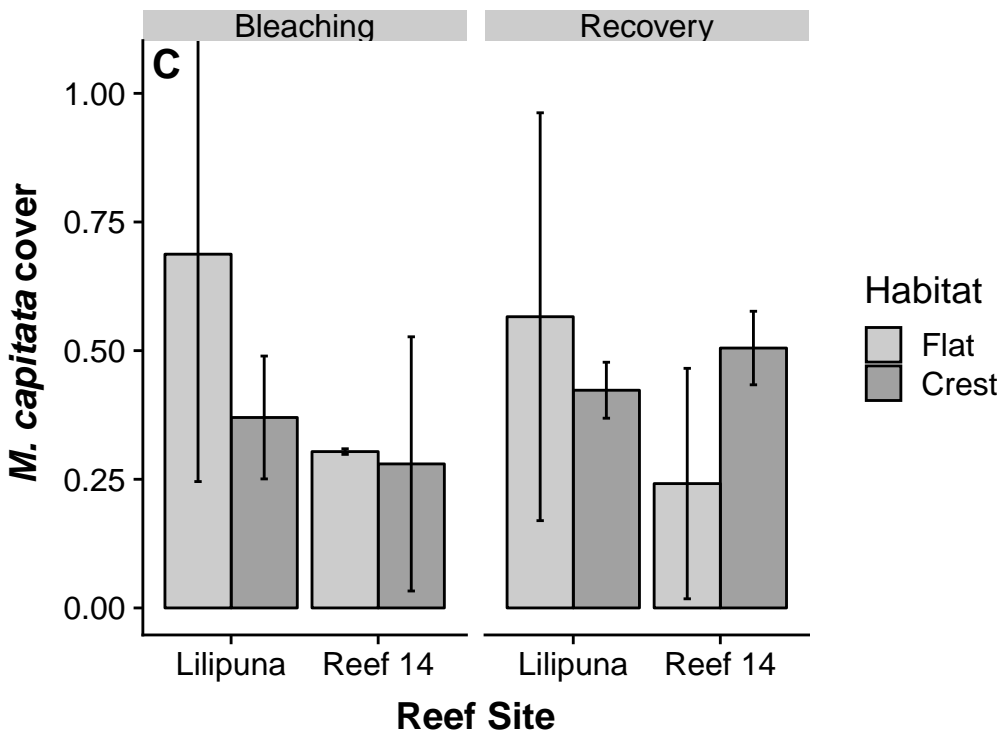 Bleaching
Recovery
C
1.00
0.75
0.50
0.25
0.00
M. capitata cover
Lilipuna
Reef 14
Lilipuna
Reef 14
Reef Site
Habitat
Flat
Crest